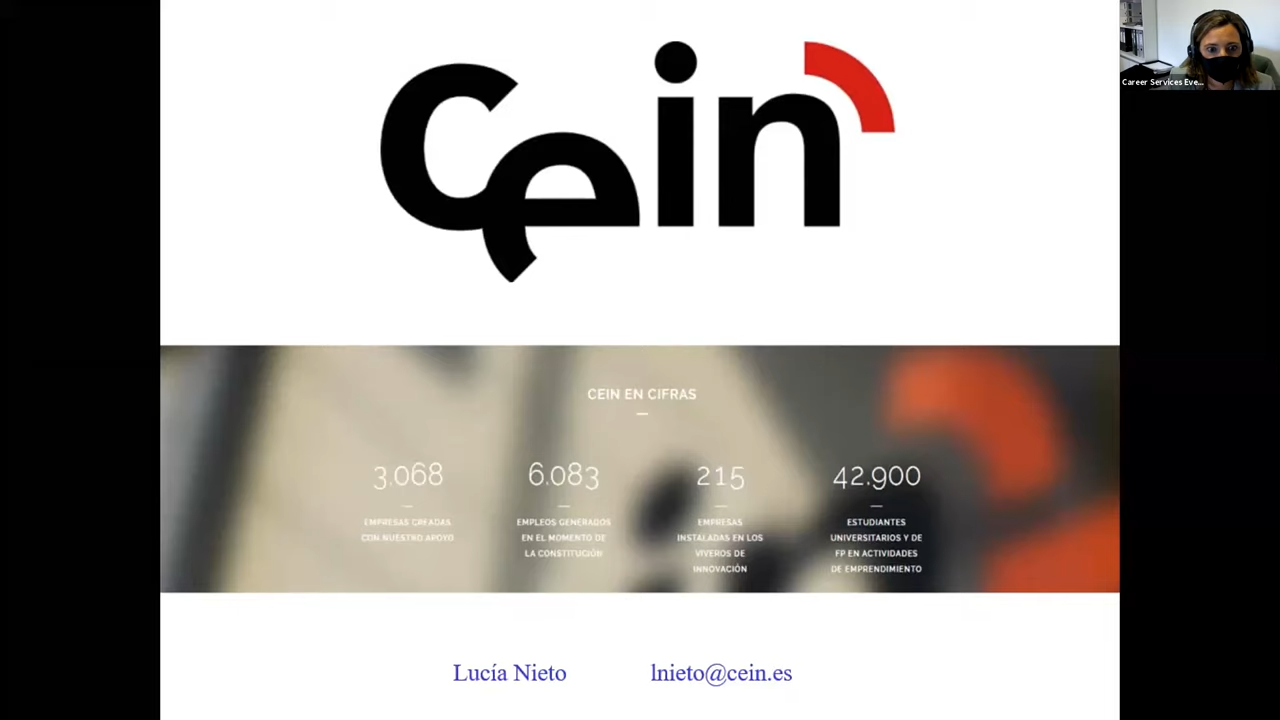 cein
Career Services Eve...
CEIN EN CIFRAS
3.068
EMPRESAS CREADAS
CON NUESTRO APOYO
6.083
EMPLEOS GENERADOS
EN EL MOMENTO DE
LA CONSTITUCIÓN
215
EMPRESAS
INSTALADAS EN LOS
VIVEROS DE
INNOVACIÓN
42.900
ESTUDIANTES
UNIVERSITARIOS Y DE
FP EN ACTIVIDADES
DE EMPRENDIMIENTO
Lucía Nieto
lnieto@cein.es